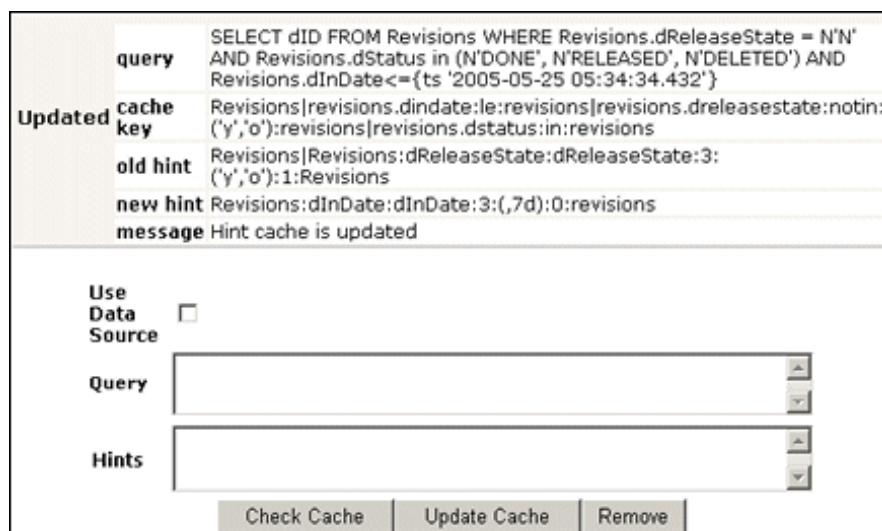 query
SELECT dID FROM Revisions WHERE Revisions.dReleaseState = N'N'
AND Revisions.dStatus in (N'DONE', N'RELEASED', N'DELETED') AND
Revisions.dInDate<={ts '2005-05-25 05:34:34.432'}
Updated
cache
key
Revisions|revisions.dindate:le:revisions|revisions.dreleasestate:notin:
('y','o'):revisions|revisions.dstatus:in:revisions
old hint
Revisions|Revisions:dReleaseState:dReleaseState:3:
('y','o'):1:Revisions
new hint Revisions:dInDate:dInDate:3:(,7d):0:revisions
message Hint cache is updated
Use
Data
Source
Query
Hints
Check Cache Update Cache Remove